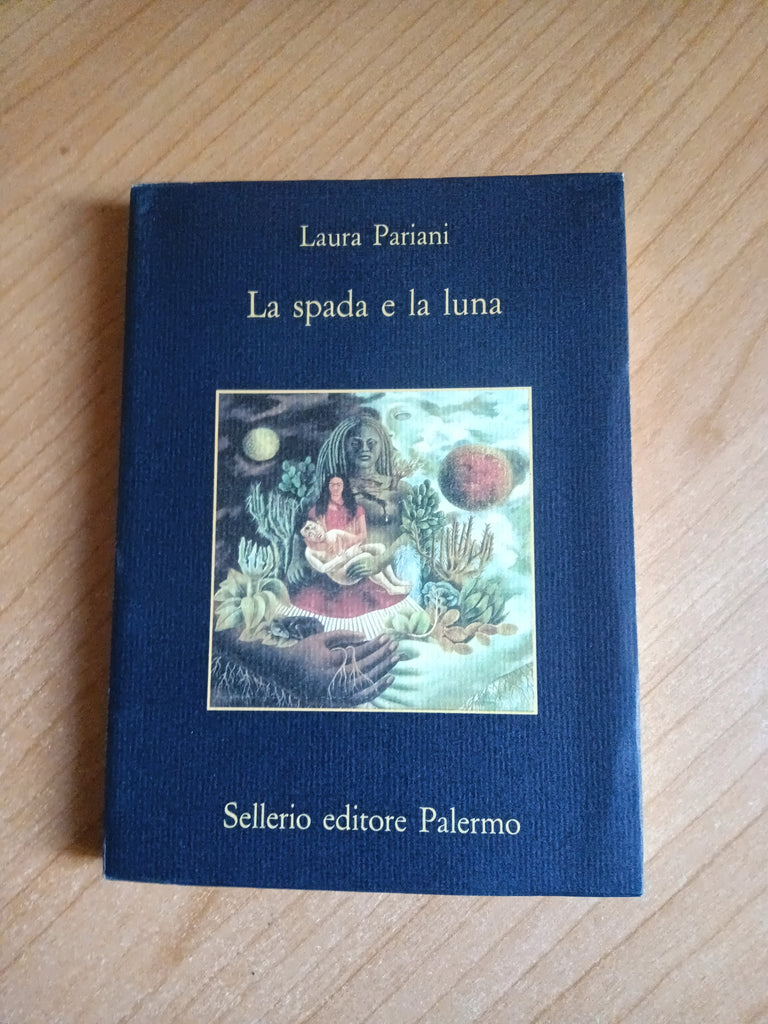 Laura Pariani
La spada e la luna
Sellerio editore Palermo